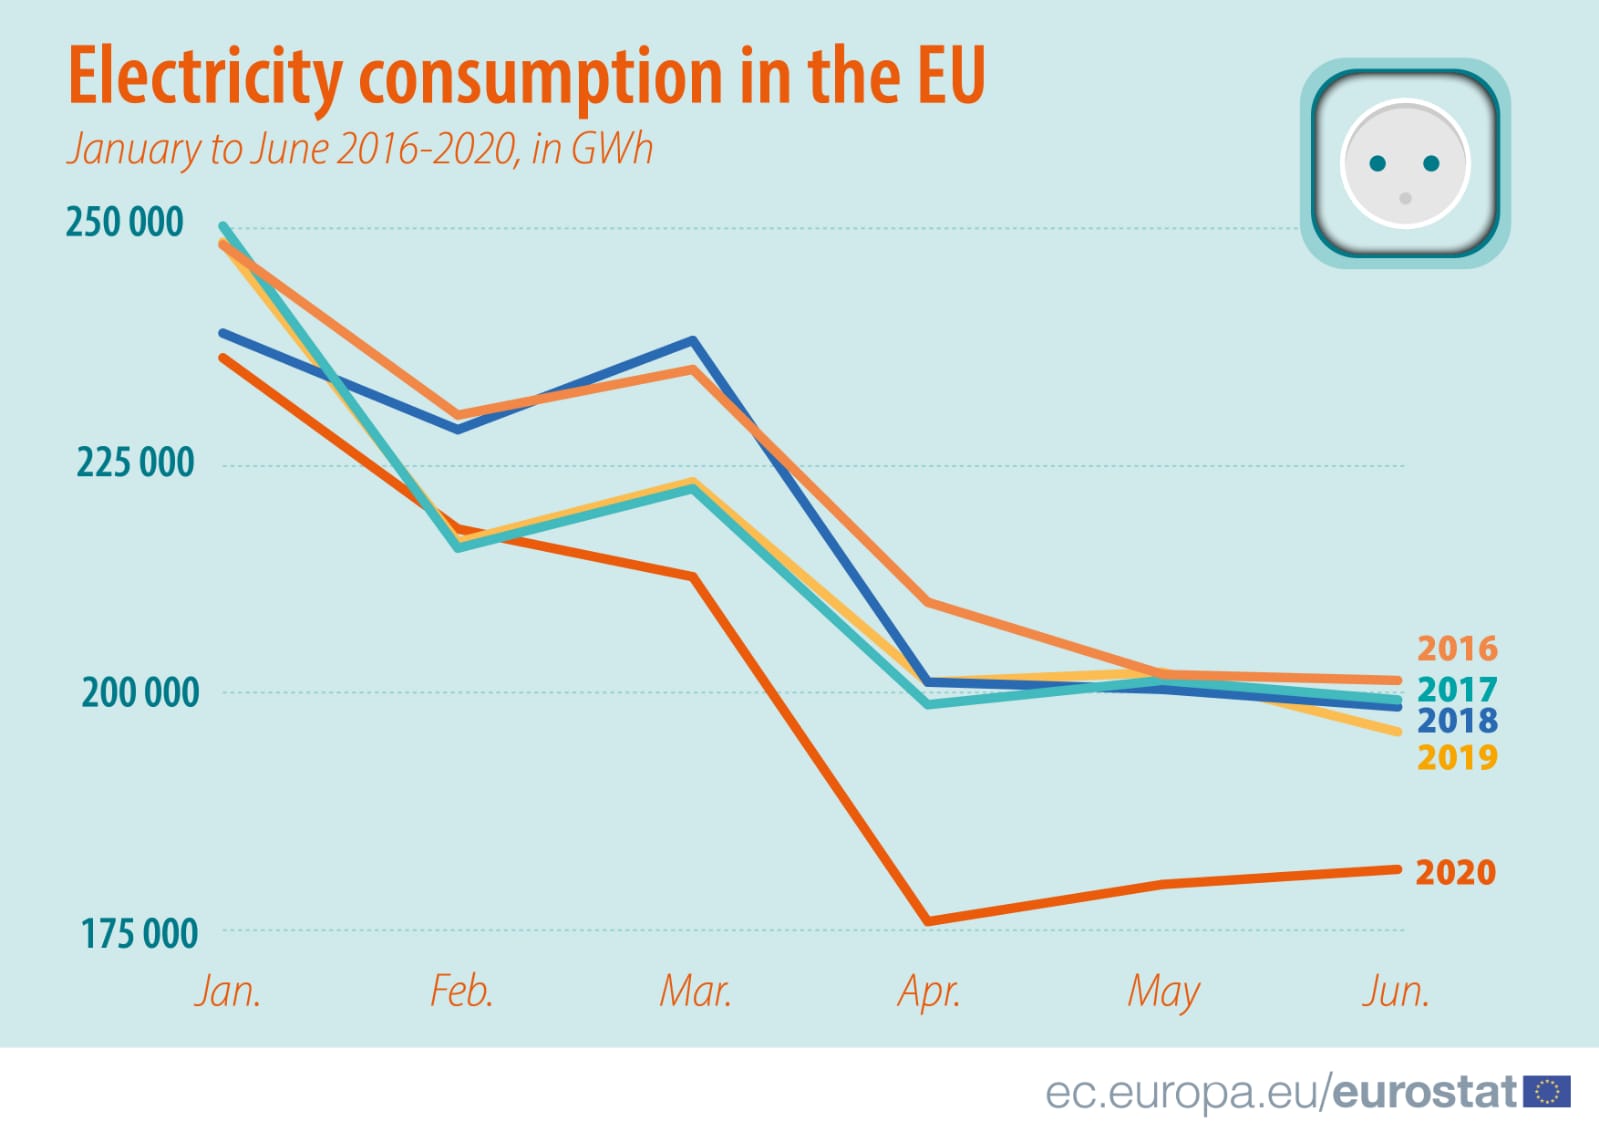 Electricity consumption in the EU
January to June 2016-2020, in GWh
250 000
225 000
200 000
175 000
2016
2017
2018
2019
2020
Jan. Feb. Mar. Apr. May Jun.
ec.europa.eu/eurostat